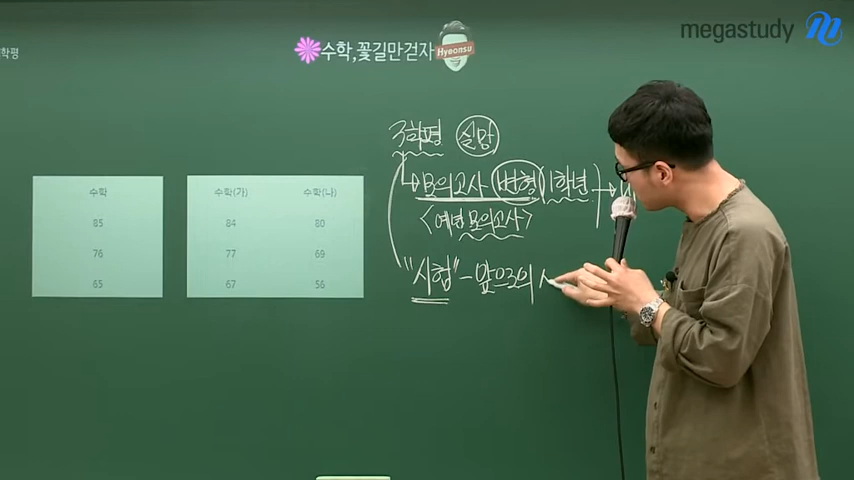 megastudy
학평
수학,꽃길만걷자
Hyeonsu
3학평 실망
모의고사 변형 1학년
<예년 모의고사>
"시험" - 앞으로의 시
수학
85
76
65
수학(가) 수학(나)
84 80
77 69
67 56